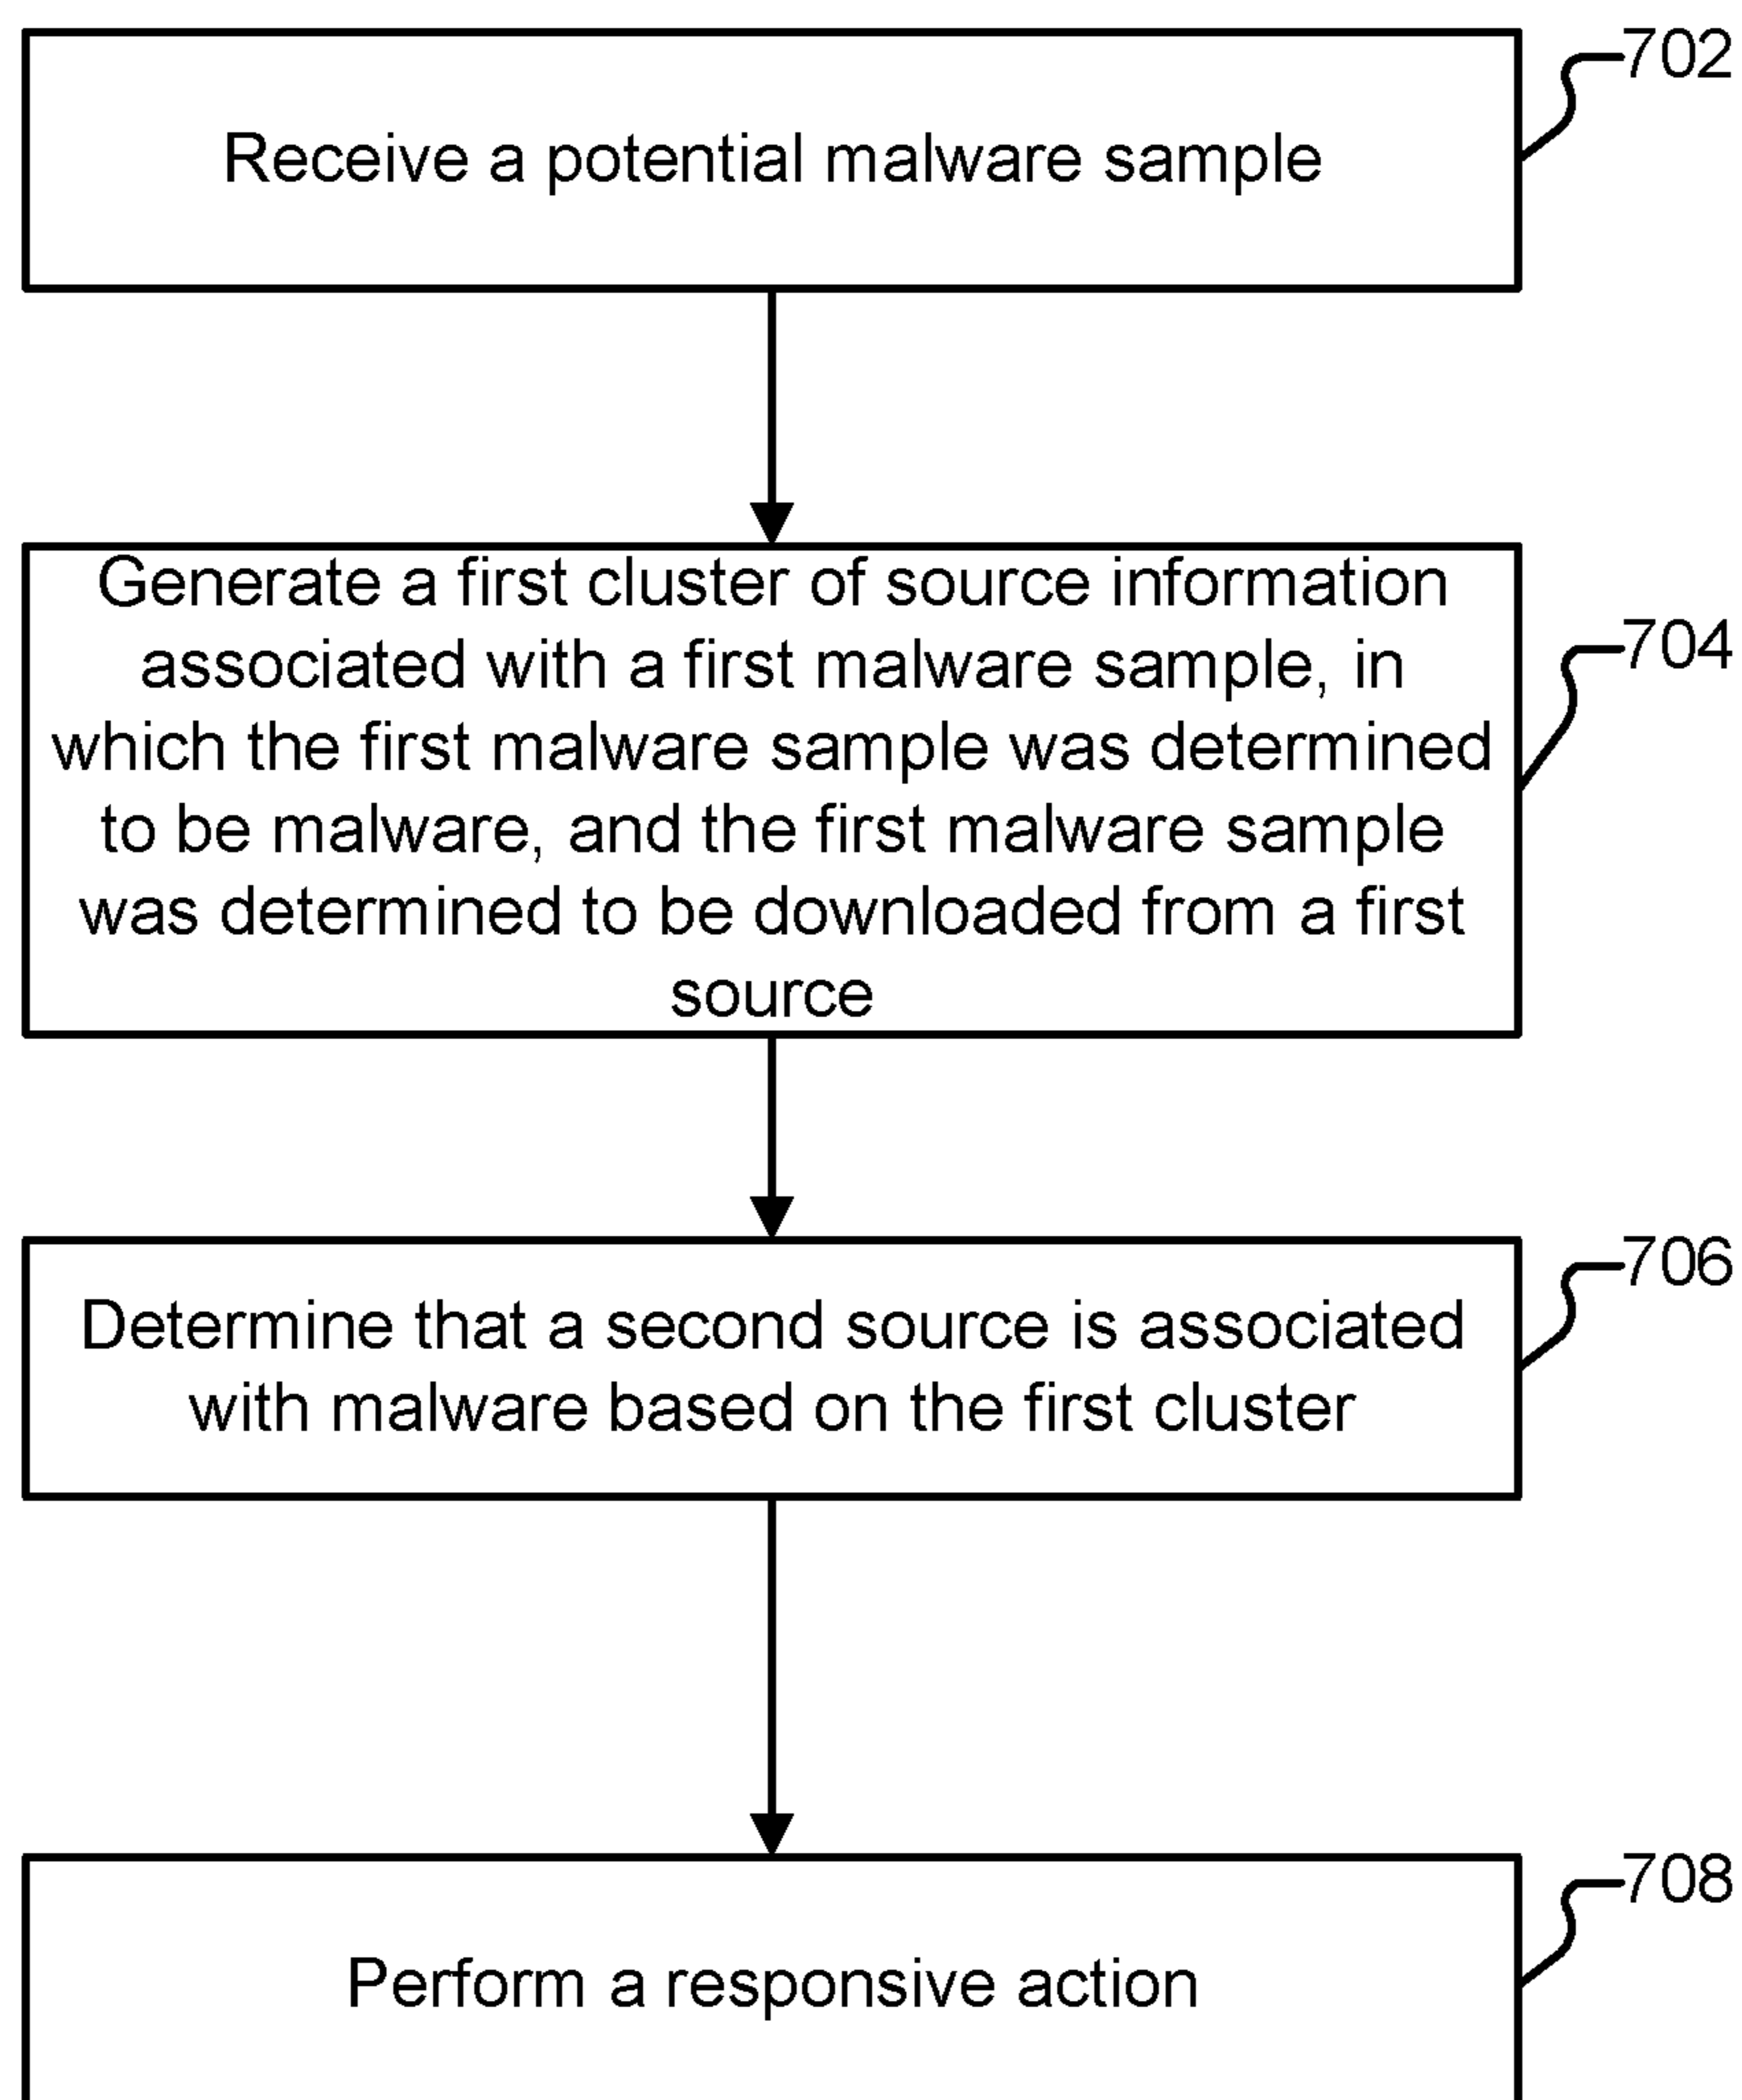 702
Receive a potential malware sample
Generate a first cluster of source information
704
associated with a first malware sample, in
which the first malware sample was determined
to be malware, and the first malware sample
was determined to be downloaded from a first
source
706
Determine that a second source is associated
with malware based on the first cluster
708
Perform a responsive action